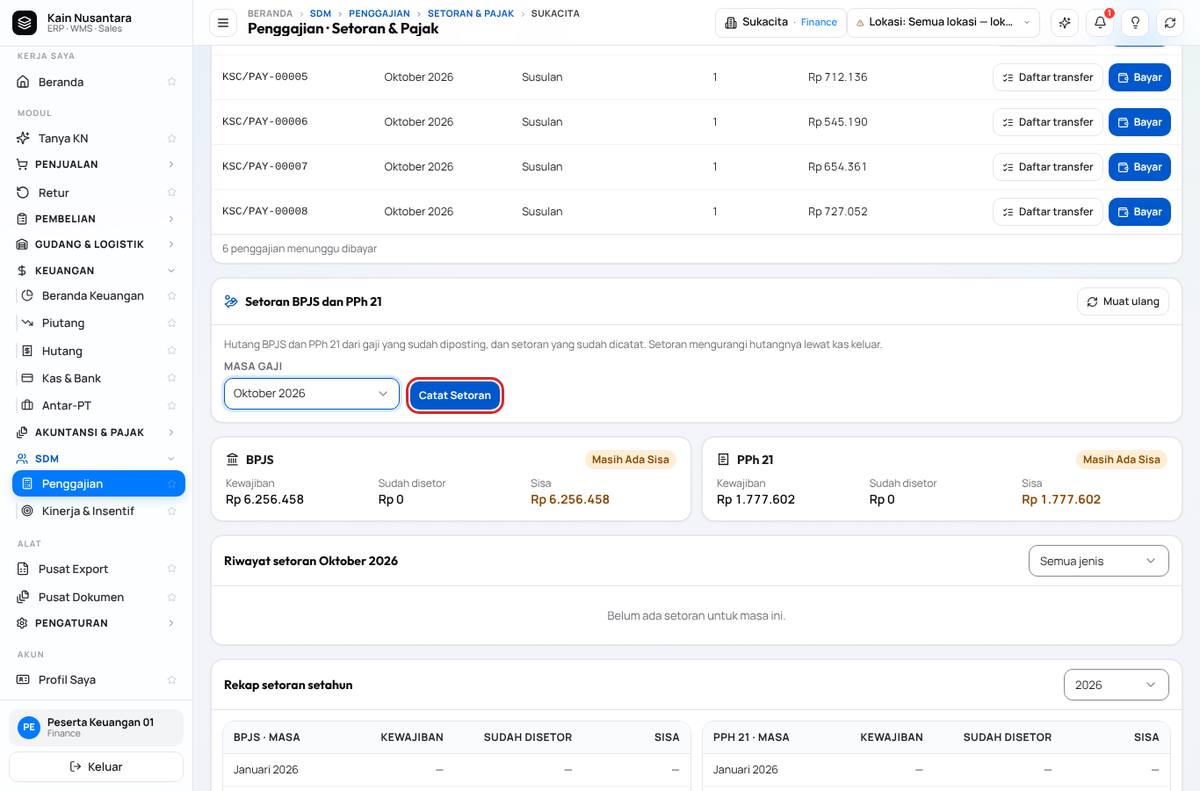 Kain Nusantara
ERP · WMS · Sales
KERJA SAYA
Beranda
MODUL
Tanya KN
PENJUALAN
Retur
PEMBELIAN
GUDANG & LOGISTIK
KEUANGAN
Beranda Keuangan
Piutang
Hutang
Kas & Bank
Antar-PT
AKUNTANSI & PAJAK
SDM
Penggajian
Kinerja & Insentif
ALAT
Pusat Export
Pusat Dokumen
PENGATURAN
AKUN
Profil Saya
PE
Peserta Keuangan 01
Finance
Keluar
BERANDA > SDM > PENGGAJIAN > SETORAN & PAJAK > SUKACITA
Penggajian · Setoran & Pajak
Sukacita · Finance
Lokasi: Semua lokasi — lok...
1
KSC/PAY-00005 Oktober 2026 Susulan 1 Rp 712.136 Daftar transfer Bayar
KSC/PAY-00006 Oktober 2026 Susulan 1 Rp 545.190 Daftar transfer Bayar
KSC/PAY-00007 Oktober 2026 Susulan 1 Rp 654.361 Daftar transfer Bayar
KSC/PAY-00008 Oktober 2026 Susulan 1 Rp 727.052 Daftar transfer Bayar
6 penggajian menunggu dibayar
Setoran BPJS dan PPh 21
Muat ulang
Hutang BPJS dan PPh 21 dari gaji yang sudah diposting, dan setoran yang sudah dicatat. Setoran mengurangi hutangnya lewat kas keluar.
MASA GAJI
Oktober 2026
Catat Setoran
BPJS
Masih Ada Sisa
Kewajiban Sudah disetor Sisa
Rp 6.256.458 Rp 0 Rp 6.256.458
PPh 21
Masih Ada Sisa
Kewajiban Sudah disetor Sisa
Rp 1.777.602 Rp 0 Rp 1.777.602
Riwayat setoran Oktober 2026
Semua jenis
Belum ada setoran untuk masa ini.
Rekap setoran setahun
2026
BPJS · MASA KEWAJIBAN SUDAH DISETOR SISA
Januari 2026 — — —
PPH 21 · MASA KEWAJIBAN SUDAH DISETOR SISA
Januari 2026 — — —